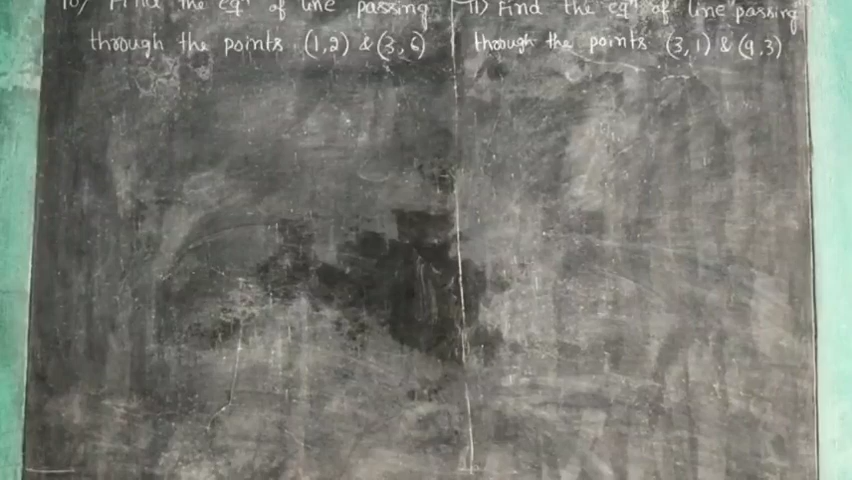 10) Find the eqn of line passing
through the points (1,2) & (3,6)
11) Find the eqn of line passing
through the points (3,1) & (9,3)